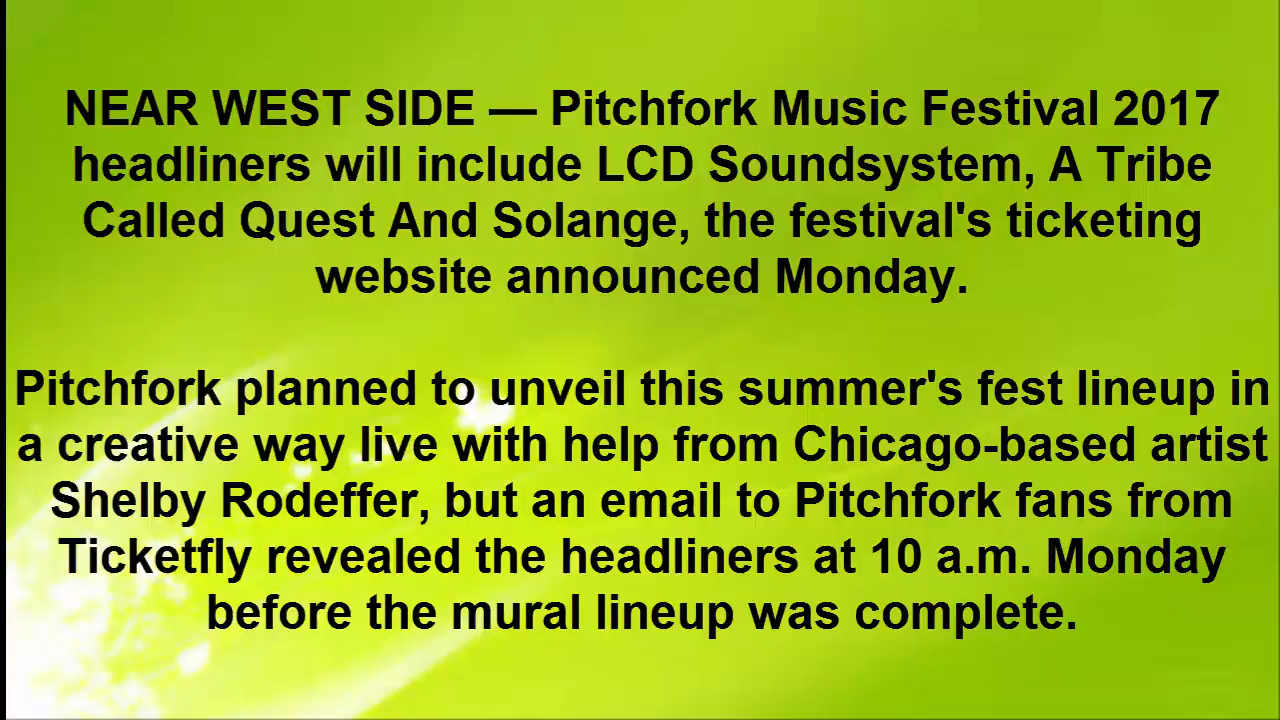 NEAR WEST SIDE — Pitchfork Music Festival 2017
headliners will include LCD Soundsystem, A Tribe
Called Quest And Solange, the festival's ticketing
website announced Monday.
Pitchfork planned to unveil this summer's fest lineup in
a creative way live with help from Chicago-based artist
Shelby Rodeffer, but an email to Pitchfork fans from
Ticketfly revealed the headliners at 10 a.m. Monday
before the mural lineup was complete.